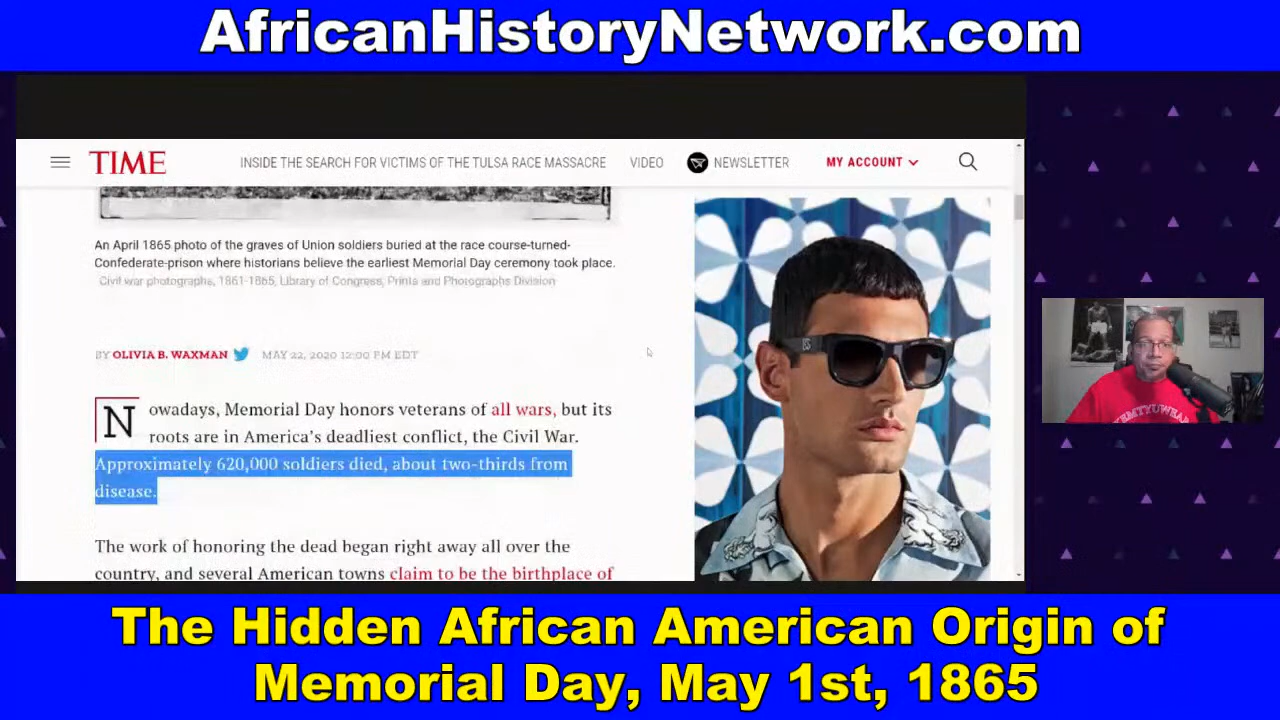 AfricanHistoryNetwork.com
TIME
INSIDE THE SEARCH FOR VICTIMS OF THE TULSA RACE MASSACRE
VIDEO
NEWSLETTER
MY ACCOUNT
An April 1865 photo of the graves of Union soldiers buried at the race course-turned-
Confederate-prison where historians believe the earliest Memorial Day ceremony took place.
Civil war photographs, 1861-1865, Library of Congress, Prints and Photographs Division
BY OLIVIA B. WAXMAN
MAY 22, 2020 12:00 PM EDT
Nowadays, Memorial Day honors veterans of all wars, but its
roots are in America's deadliest conflict, the Civil War.
Approximately 620,000 soldiers died, about two-thirds from
disease.
The work of honoring the dead began right away all over the
country, and several American towns claim to be the birthplace of
The Hidden African American Origin of
Memorial Day, May 1st, 1865